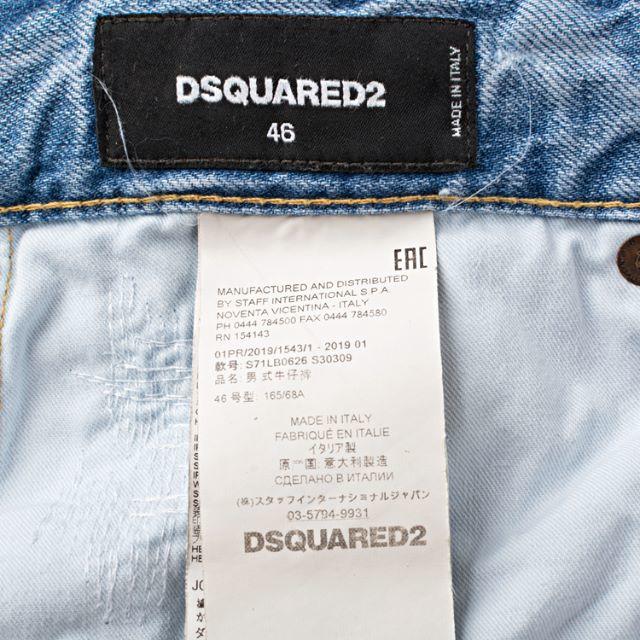 DSQUARED2
46
MADE IN ITALY
EAC
MANUFACTURED AND DISTRIBUTED
BY STAFF INTERNATIONAL S.P.A.
NOVENTA VICENTINA - ITALY
PH 0444 784500 FAX 0444 784580
RN 154143
01PR/2019/1543/1 - 2019 01
款号: S71LB0626 S30309
品名: 男式牛仔裤
46 号型: 165/68A
MADE IN ITALY
FABRIQUÉ EN ITALIE
イタリア製
原産国: 意大利製造
СДЕЛАНО В ИТАЛИИ
(株)スタッフインターナショナルジャパン
03-5794-9931
DSQUARED2